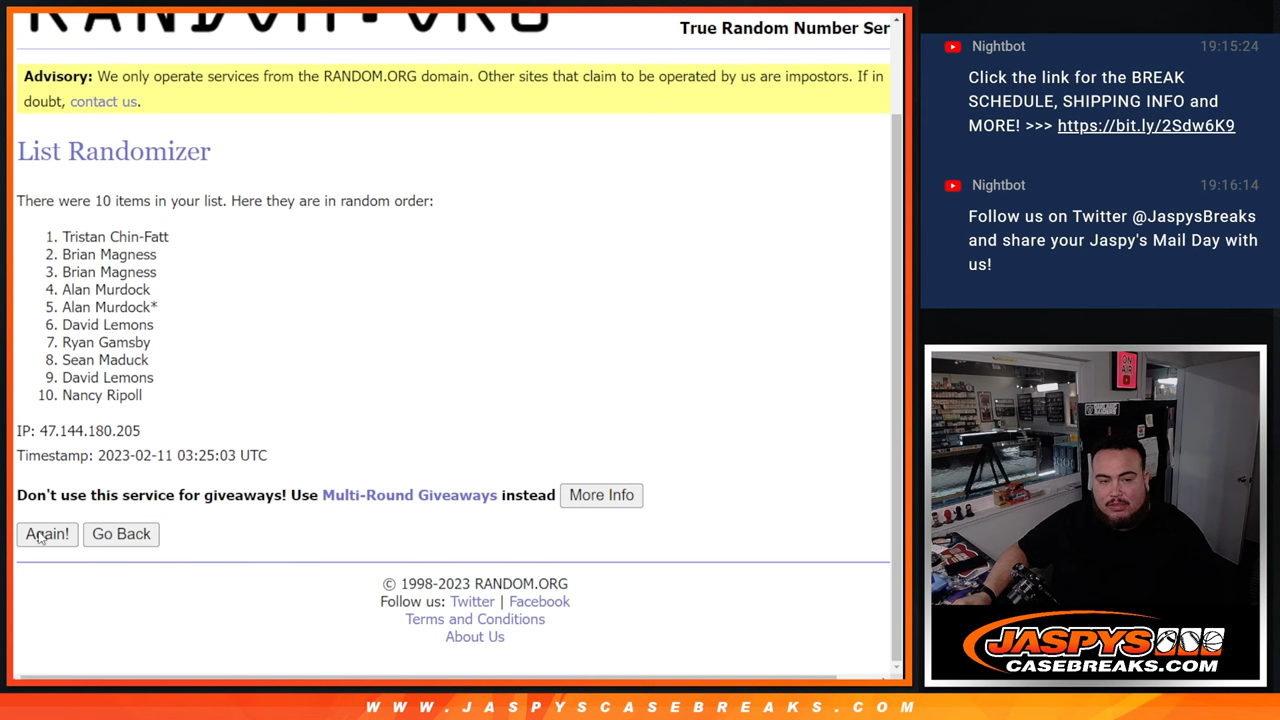 RANDOM.ORG
True Random Number Ser
Advisory: We only operate services from the RANDOM.ORG domain. Other sites that claim to be operated by us are impostors. If in
doubt, contact us.
List Randomizer
There were 10 items in your list. Here they are in random order:
1. Tristan Chin-Fatt
2. Brian Magness
3. Brian Magness
4. Alan Murdock
5. Alan Murdock*
6. David Lemons
7. Ryan Gamsby
8. Sean Maduck
9. David Lemons
10. Nancy Ripoll
IP: 47.144.180.205
Timestamp: 2023-02-11 03:25:03 UTC
Don't use this service for giveaways! Use Multi-Round Giveaways instead More Info
Again! Go Back
© 1998-2023 RANDOM.ORG
Follow us: Twitter | Facebook
Terms and Conditions
About Us
Nightbot 19:15:24
Click the link for the BREAK
SCHEDULE, SHIPPING INFO and
MORE! >>> https://bit.ly/2Sdw6K9
Nightbot 19:16:14
Follow us on Twitter @JaspysBreaks
and share your Jaspy's Mail Day with
us!
ON
AIR
JASPYS
CASEBREAKS.COM
WWW.JASPYSCASEBREAKS.COM